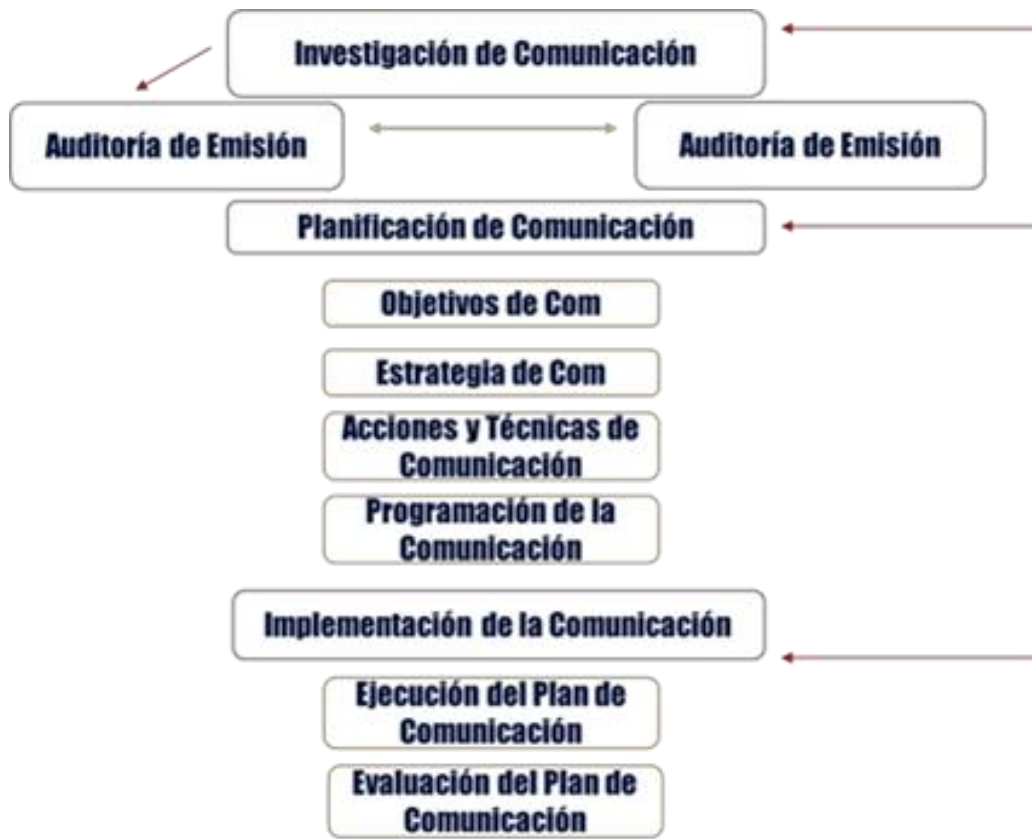 Investigación de Comunicación
Auditoría de Emisión
Auditoría de Emisión
Planificación de Comunicación
Objetivos de Com
Estrategia de Com
Acciones y Técnicas de
Comunicación
Programación de la
Comunicación
Implementación de la Comunicación
Ejecución del Plan de
Comunicación
Evaluación del Plan de
Comunicación